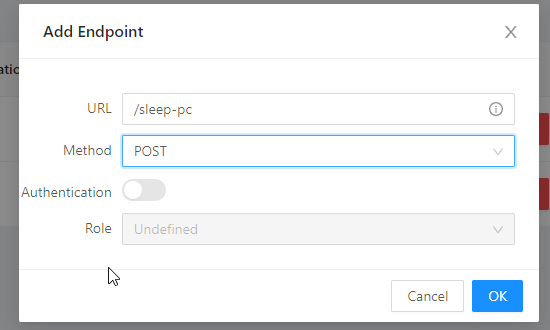 Add Endpoint
URL /sleep-pc
Method POST
Authentication
Role Undefined
Cancel OK